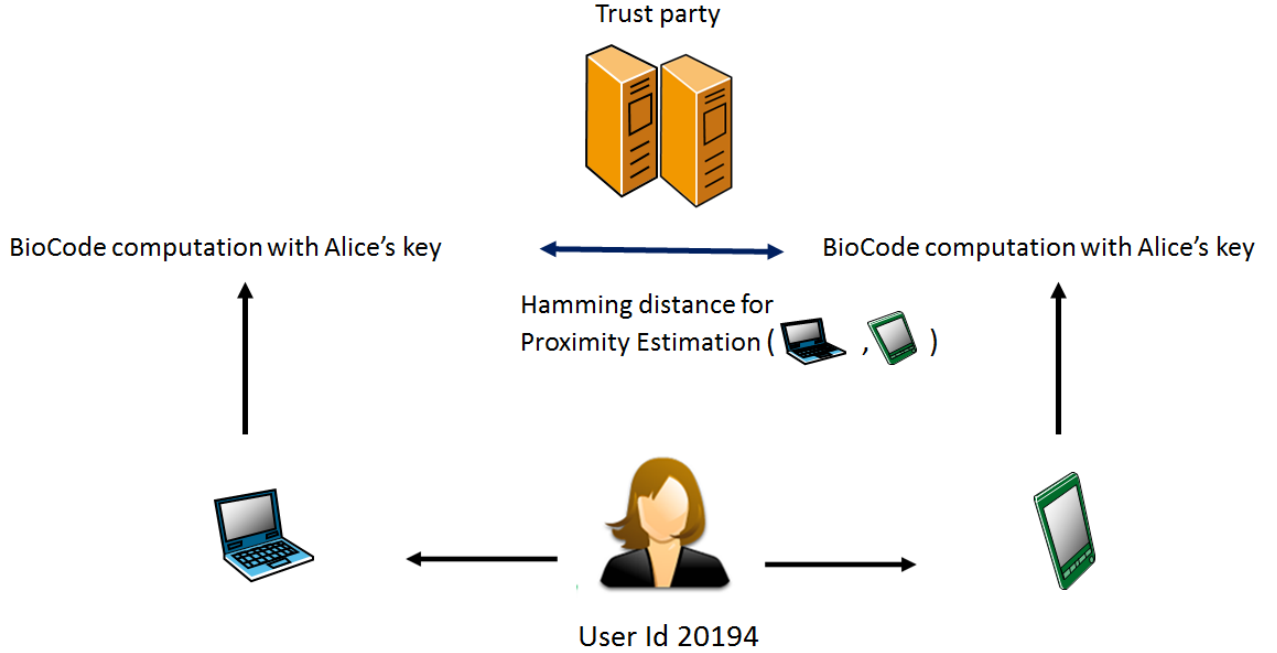 Trust party
BioCode computation with Alice’s key
BioCode computation with Alice’s key
Hamming distance for
Proximity Estimation ( , )
User Id 20194